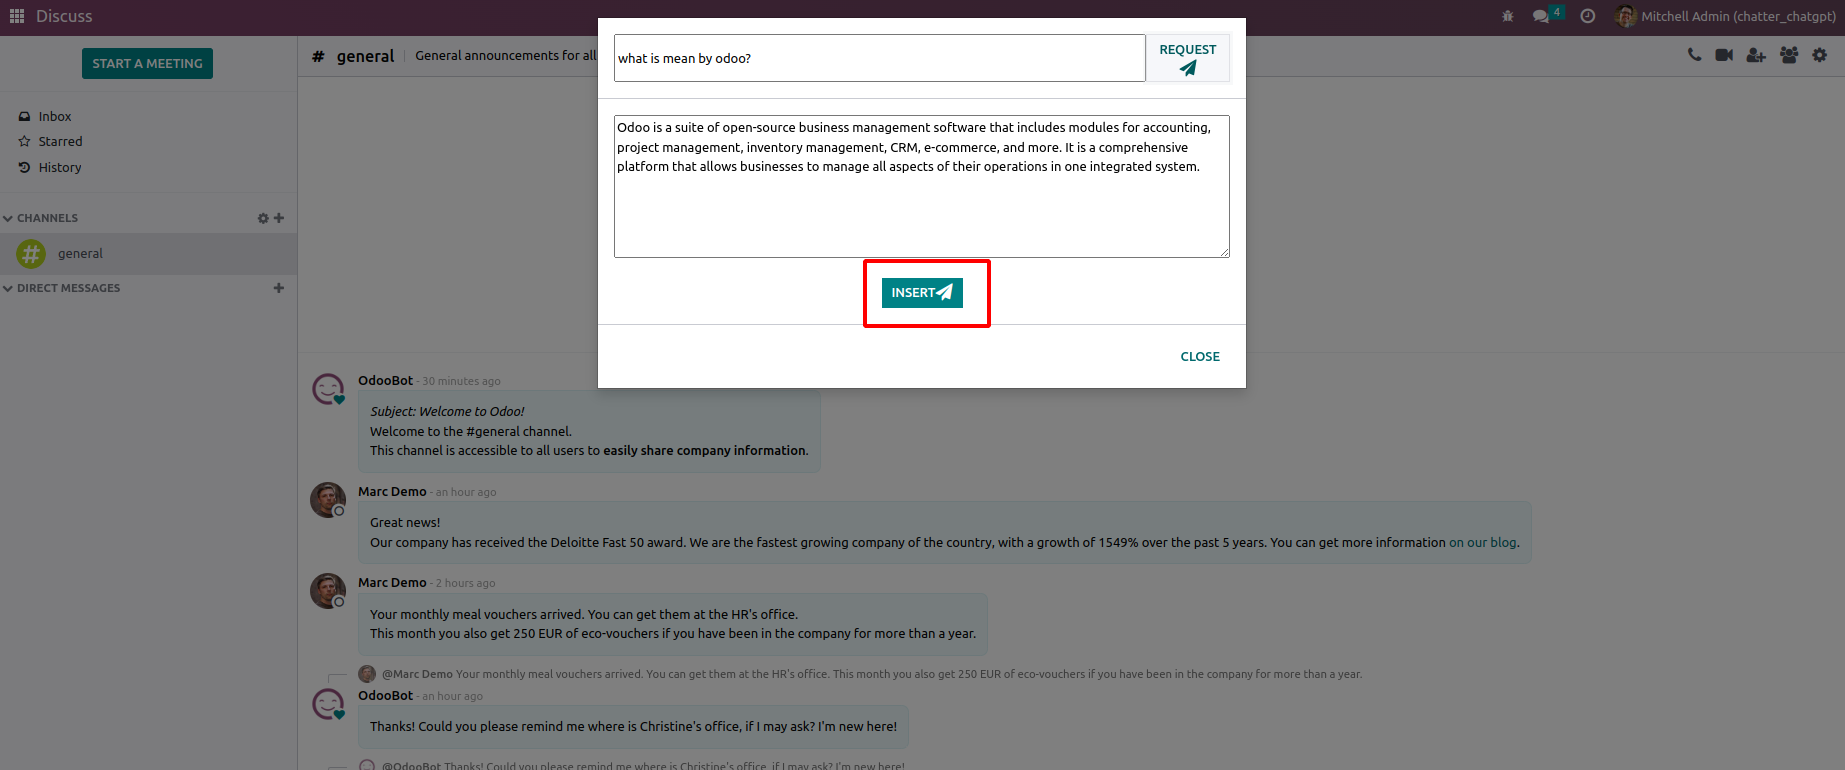 Discuss
4
Mitchell Admin (chatter_chatgpt)
START A MEETING
Inbox
Starred
History
CHANNELS
general
DIRECT MESSAGES
# general
General announcements for all
what is mean by odoo?
REQUEST
Odoo is a suite of open-source business management software that includes modules for accounting,
project management, inventory management, CRM, e-commerce, and more. It is a comprehensive
platform that allows businesses to manage all aspects of their operations in one integrated system.
INSERT
CLOSE
OdooBot - 30 minutes ago
Subject: Welcome to Odoo!
Welcome to the #general channel.
This channel is accessible to all users to easily share company information.
Marc Demo - an hour ago
Great news!
Our company has received the Deloitte Fast 50 award. We are the fastest growing company of the country, with a growth of 1549% over the past 5 years. You can get more information on our blog.
Marc Demo - 2 hours ago
Your monthly meal vouchers arrived. You can get them at the HR's office.
This month you also get 250 EUR of eco-vouchers if you have been in the company for more than a year.
@Marc Demo Your monthly meal vouchers arrived. You can get them at the HR's office. This month you also get 250 EUR of eco-vouchers if you have been in the company for more than a year.
OdooBot - an hour ago
Thanks! Could you please remind me where is Christine's office, if I may ask? I'm new here!
@OdooBot Thanks! Could you please remind me where is Christine's office, if I may ask? I'm new here!